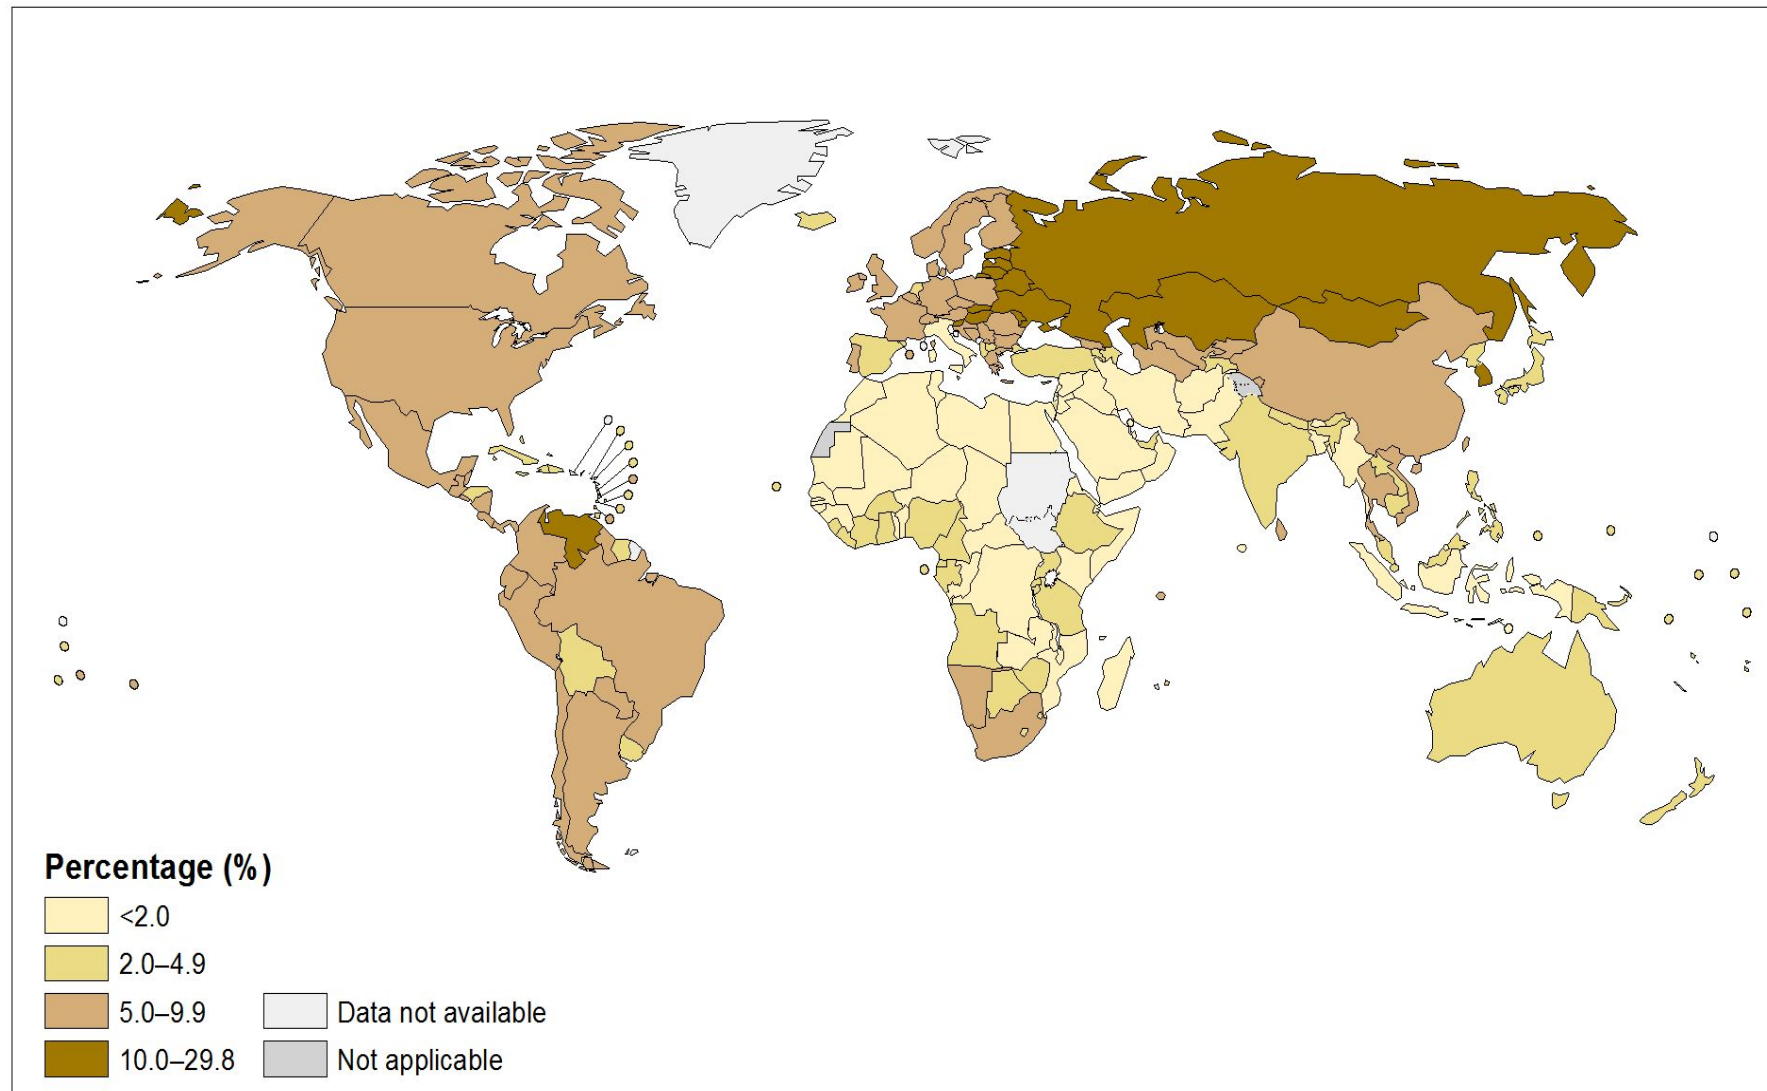 Percentage (%)
<2.0
2.0–4.9
5.0–9.9
10.0–29.8
Data not available
Not applicable